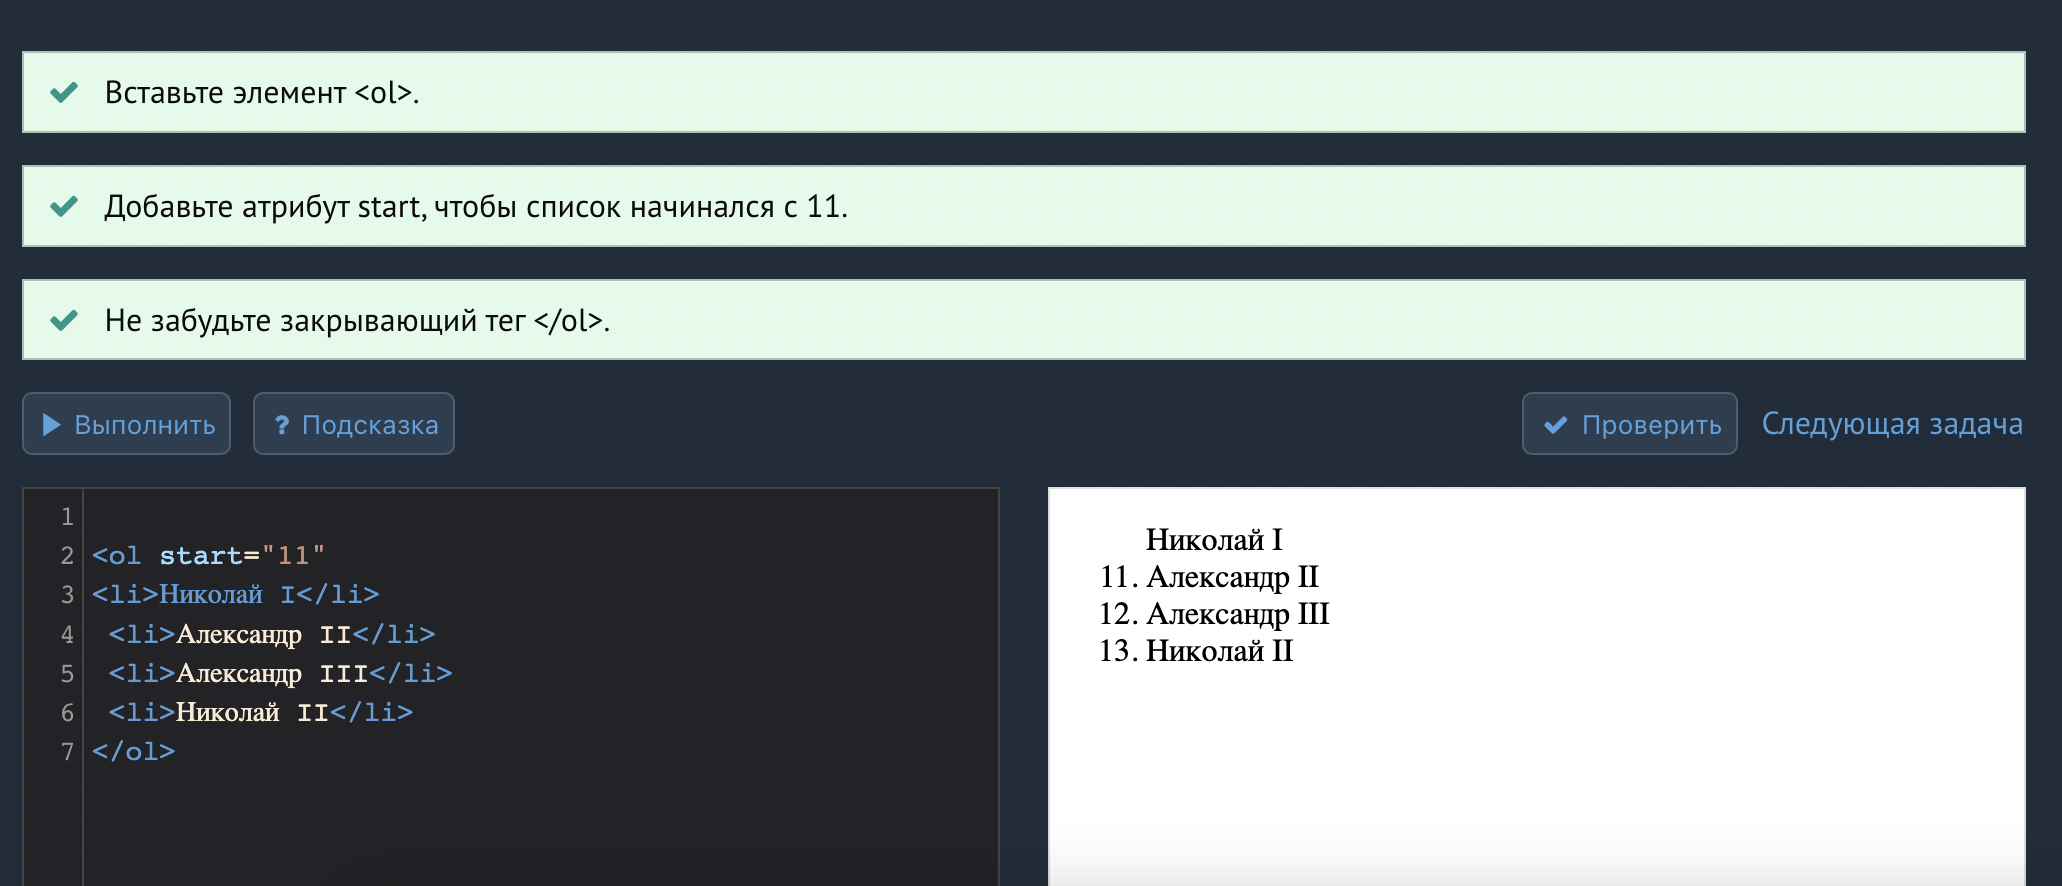 Вставьте элемент <ol>.
Добавьте атрибут start, чтобы список начинался с 11.
Не забудьте закрывающий тег </ol>.
Выполнить
? Подсказка
Проверить
Следующая задача
1
2 <ol start="11"
3 <li>Николай I</li>
4 <li>Александр II</li>
5 <li>Александр III</li>
6 <li>Николай II</li>
7 </ol>
Николай I
11. Александр II
12. Александр III
13. Николай II